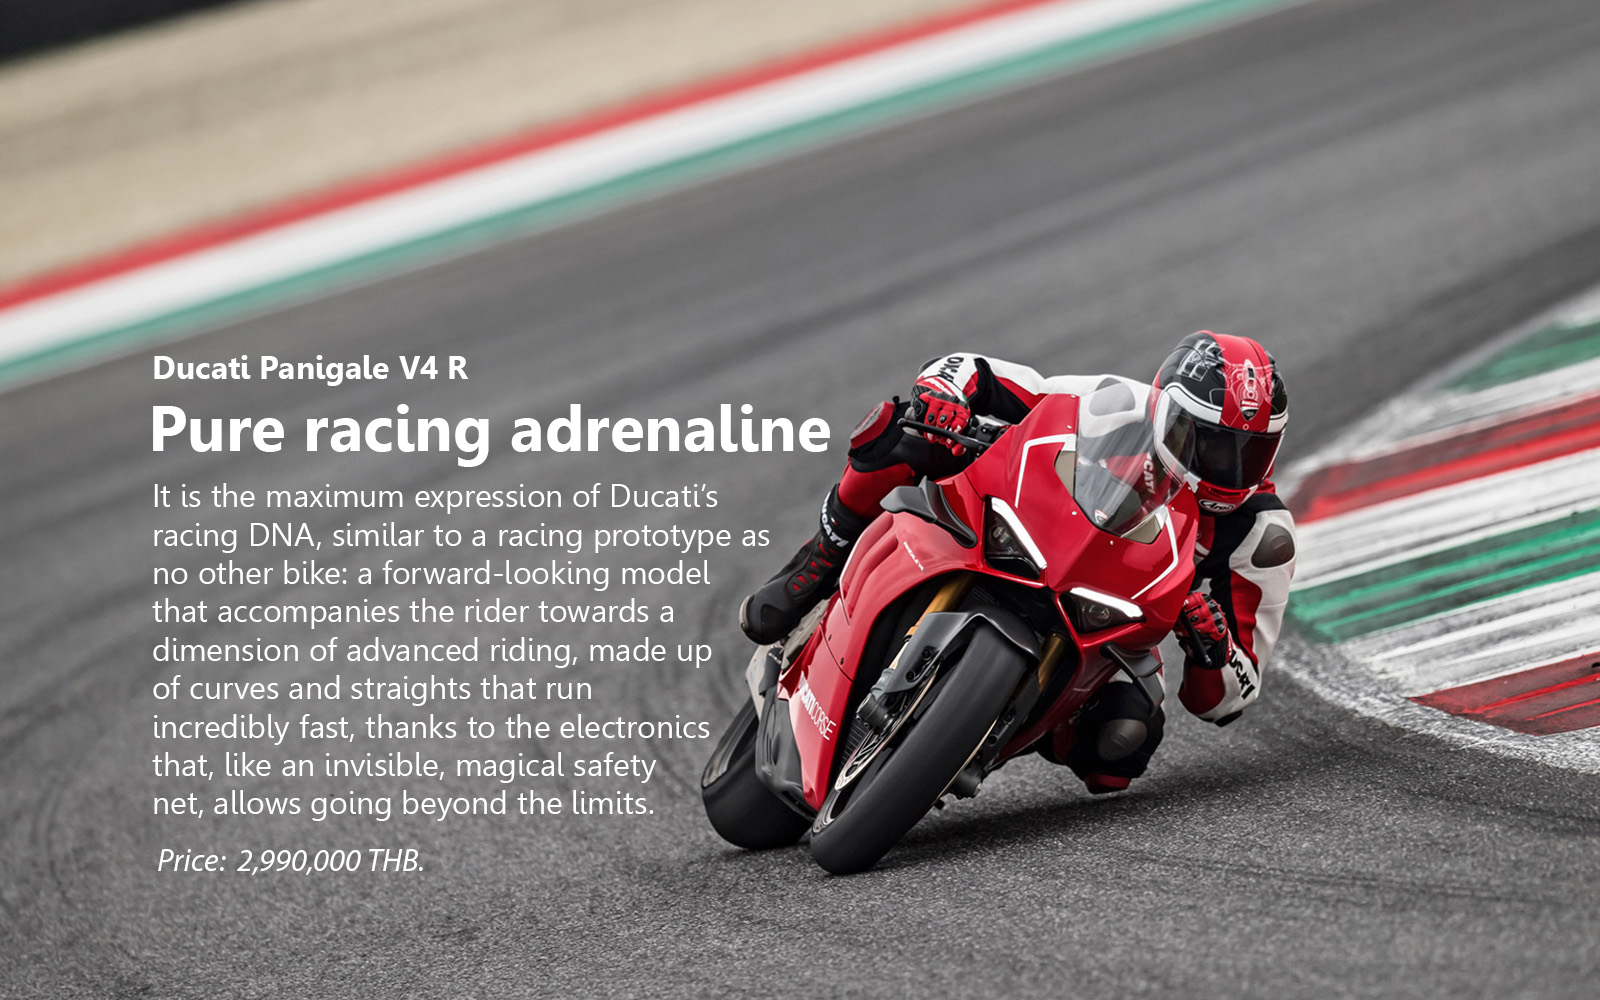 Ducati Panigale V4 R
Pure racing adrenaline
It is the maximum expression of Ducati’s
racing DNA, similar to a racing prototype as
no other bike: a forward-looking model
that accompanies the rider towards a
dimension of advanced riding, made up
of curves and straights that run
incredibly fast, thanks to the electronics
that, like an invisible, magical safety
net, allows going beyond the limits.
Price: 2,990,000 THB.
Arai
DUCATI
CORSE